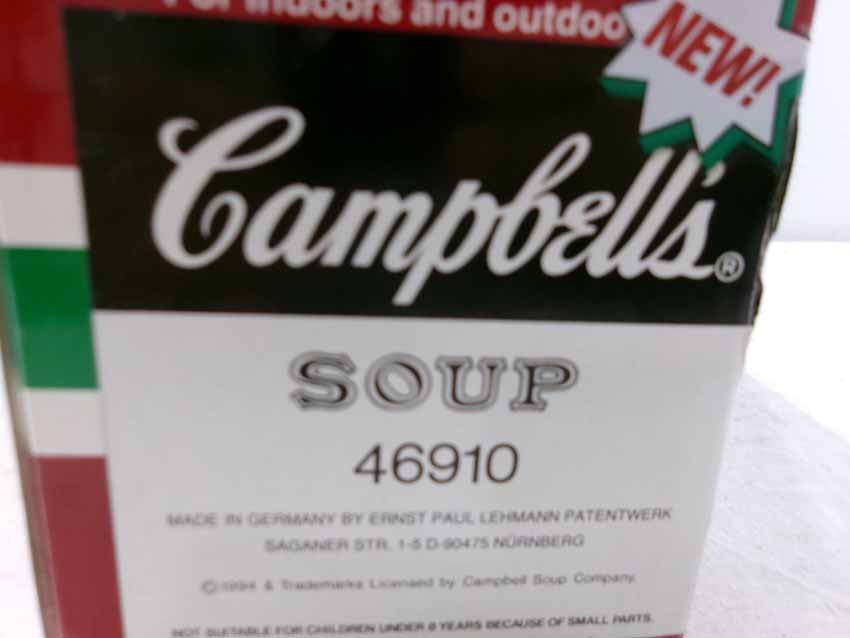 For indoors and outdoo
NEW!
Campbell's®
SOUP
46910
MADE IN GERMANY BY ERNST PAUL LEHMANN PATENTWERK
SAGANER STR. 1-5 D-90475 NÜRNBERG
©1994 & Trademarks Licensed by Campbell Soup Company.
NOT SUITABLE FOR CHILDREN UNDER 8 YEARS BECAUSE OF SMALL PARTS.